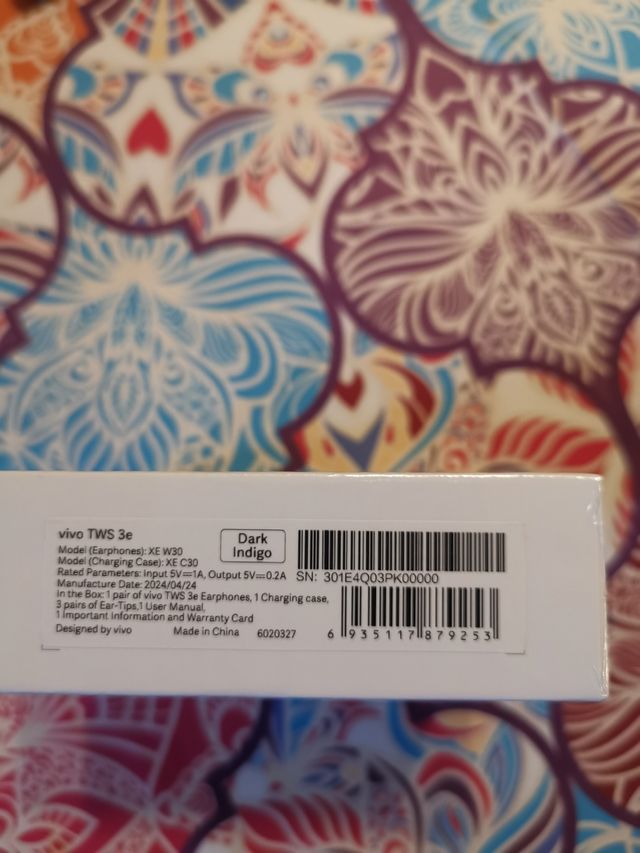 vivo TWS 3e
Model (Earphones): XE W30
Model (Charging Case): XE C30
Rated Parameters: Input 5V⎓1A, Output 5V⎓0.2A
Manufacture Date: 2024/04/24
In the Box: 1 pair of vivo TWS 3e Earphones, 1 Charging case,
3 pairs of Ear-Tips,1 User Manual,
1 Important Information and Warranty Card
Designed by vivo Made in China 6020327
Dark
Indigo
SN: 301E4Q03PK00000
6 935117 879253